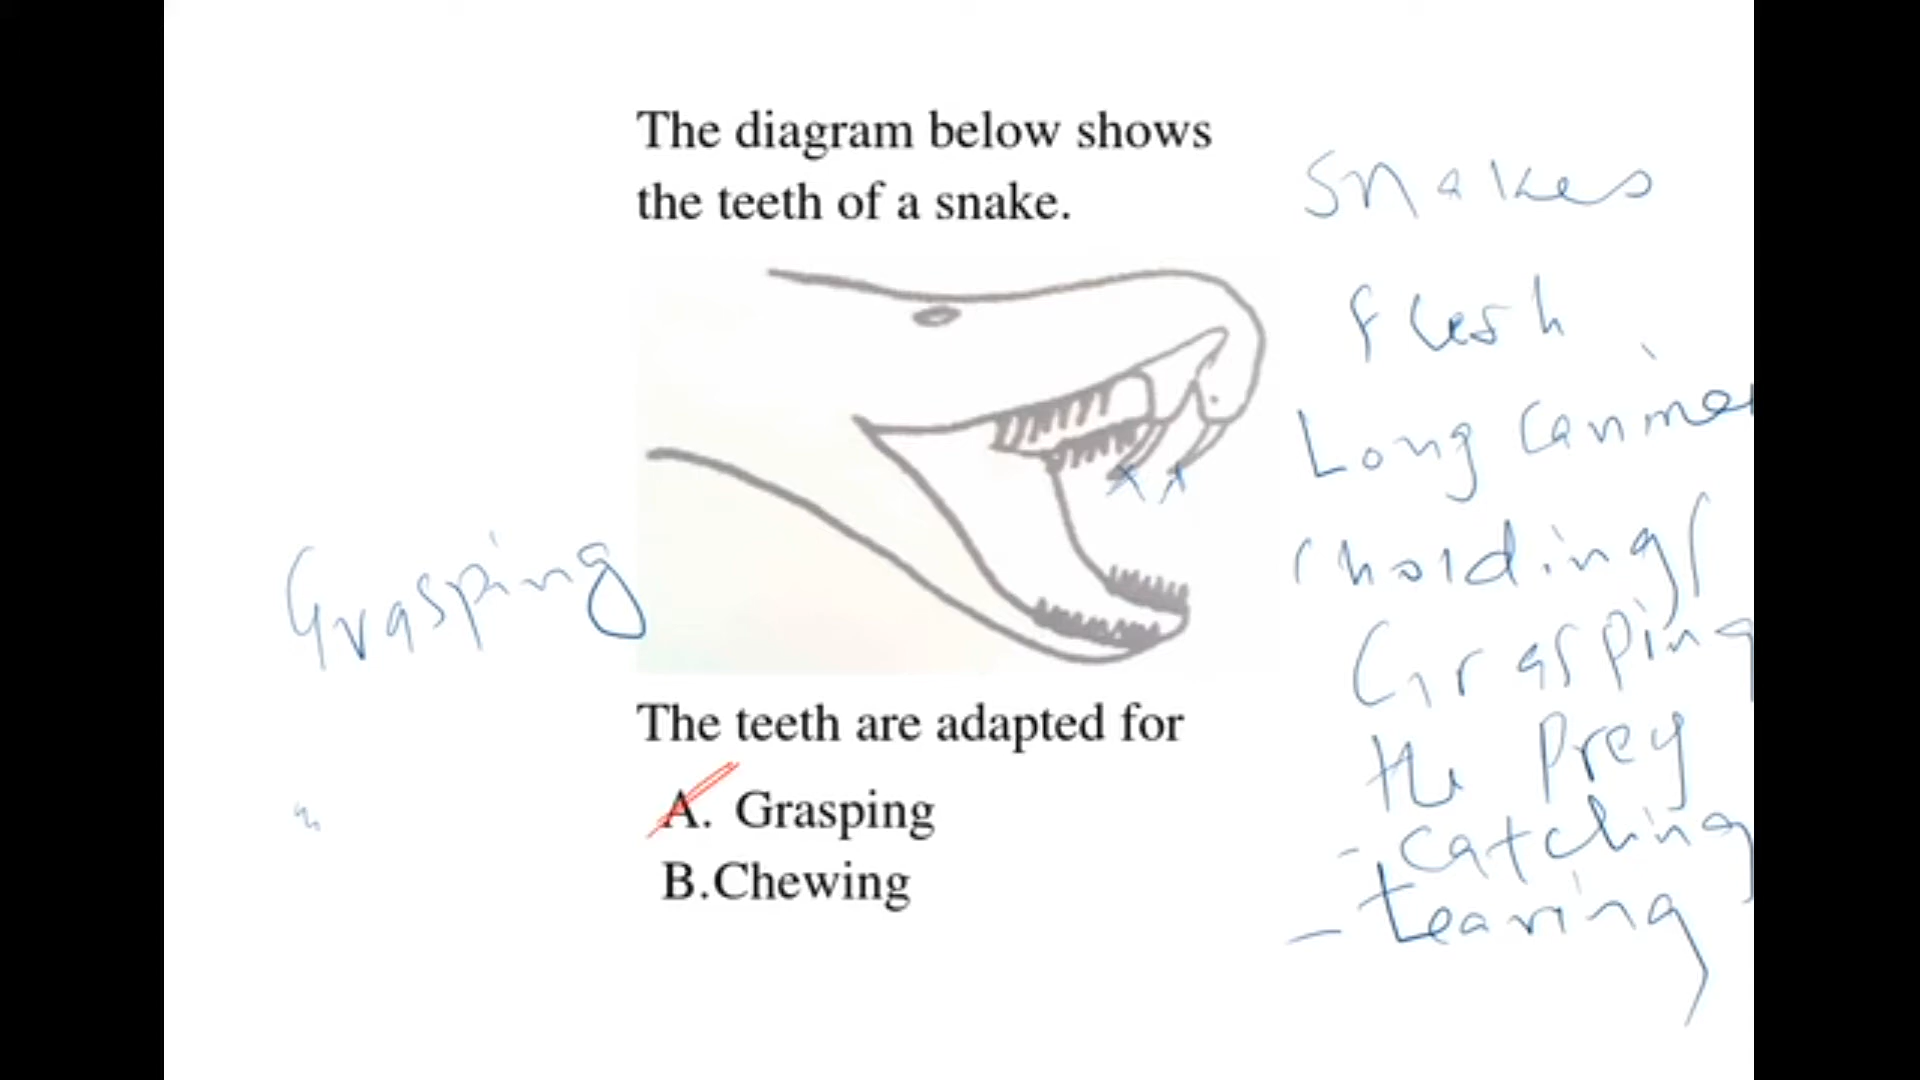 The diagram below shows
the teeth of a snake.
The teeth are adapted for
A. Grasping
B.Chewing
Grasping
Snakes
flesh
Long canines
(holding/
Grasping
the prey
- catching
- tearing